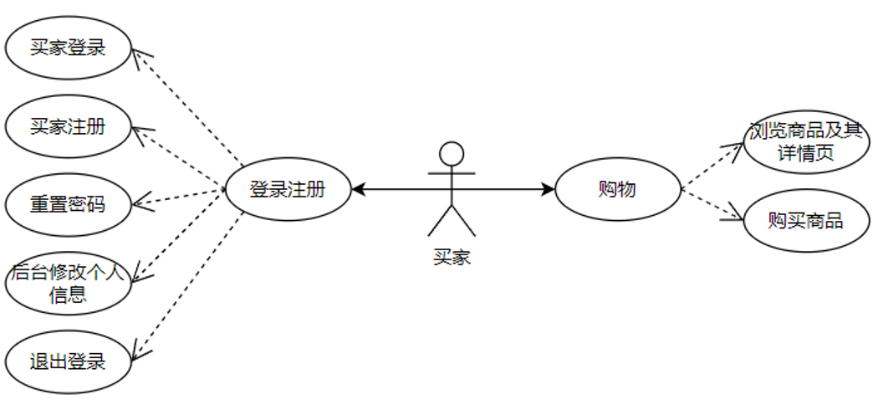 买家登录
买家注册
重置密码
后台修改个人
信息
退出登录
登录注册
买家
购物
浏览商品及其
详情页
购买商品